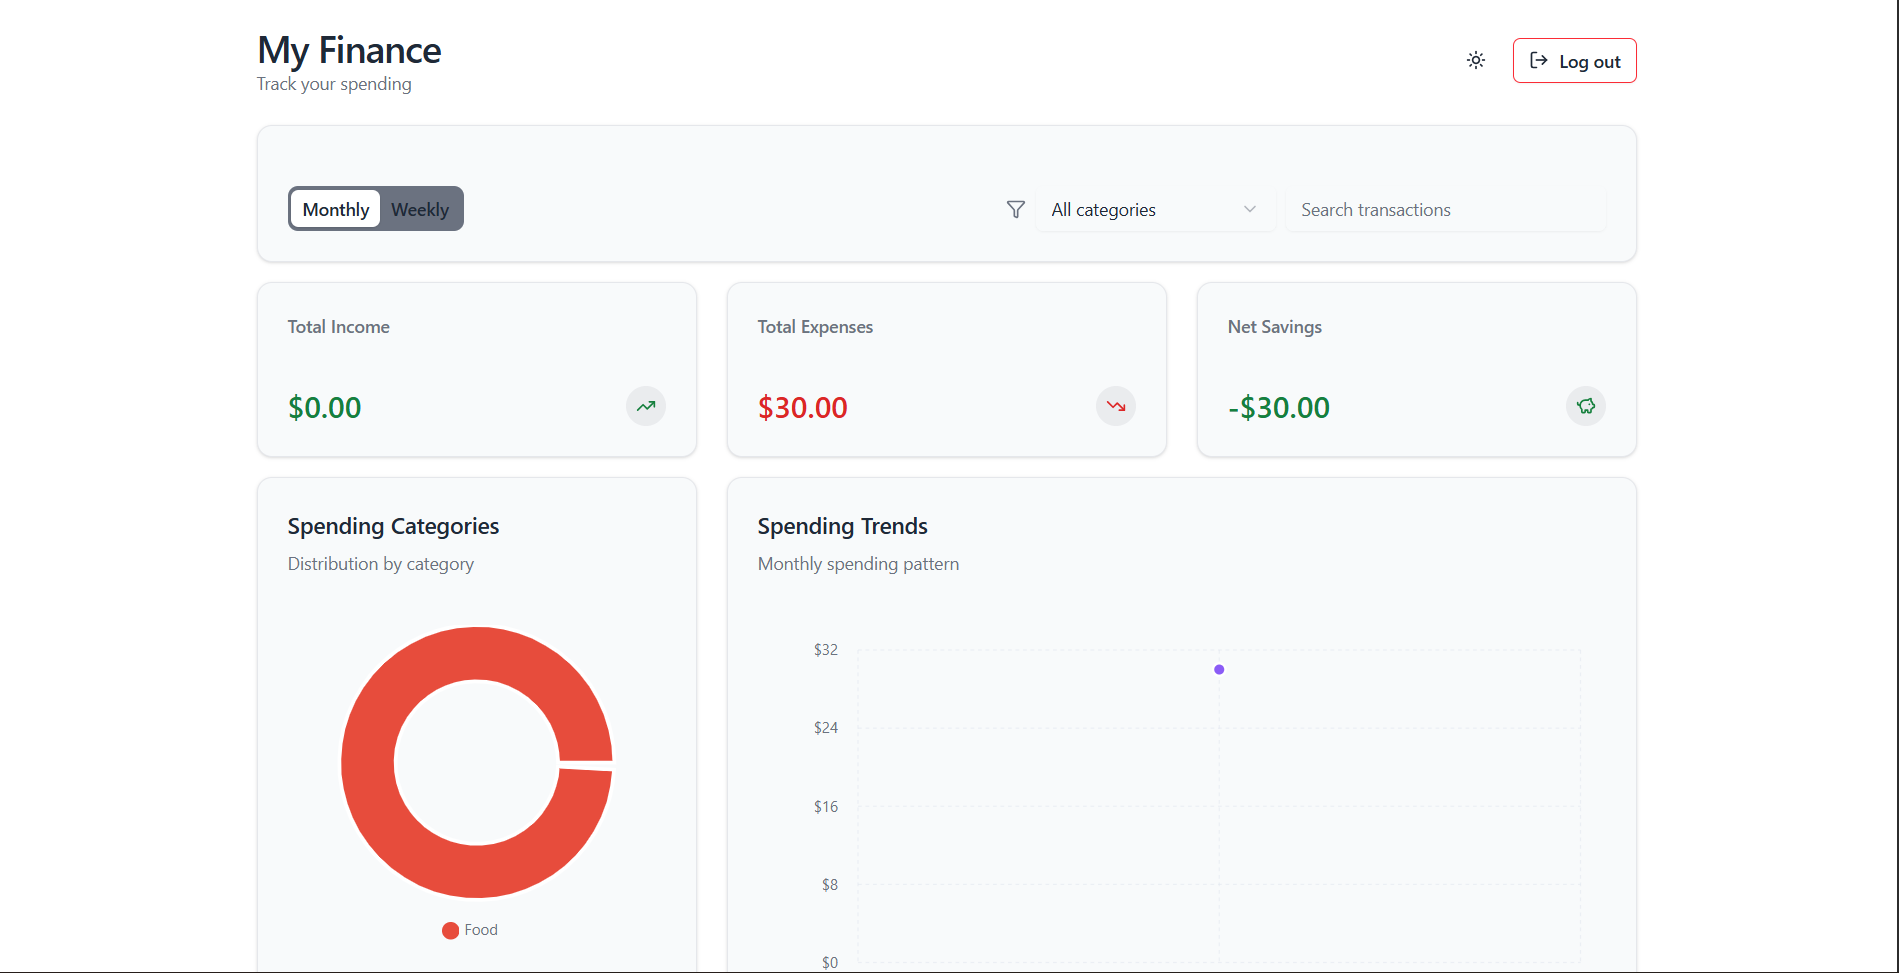 My Finance
Track your spending
Log out
Monthly Weekly
All categories
Search transactions
Total Income
$0.00
Total Expenses
$30.00
Net Savings
-$30.00
Spending Categories
Distribution by category
Food
Spending Trends
Monthly spending pattern
$32
$24
$16
$8
$0